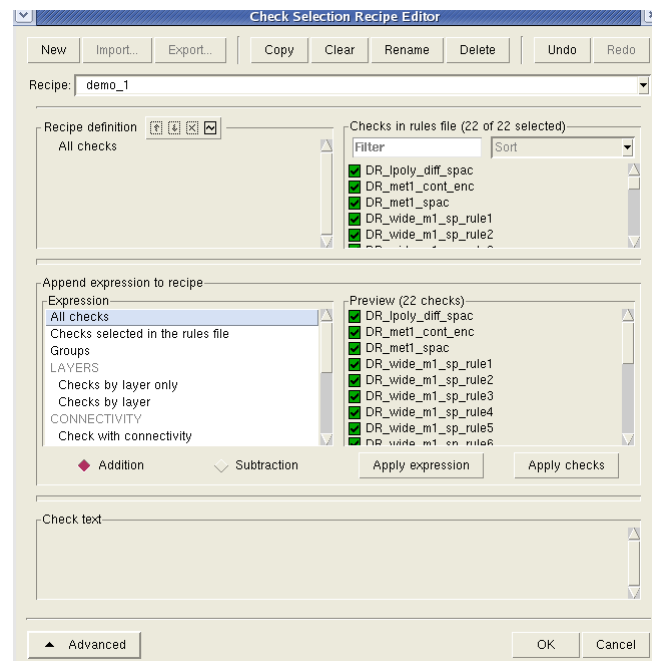 Check Selection Recipe Editor
New Import... Export... Copy Clear Rename Delete Undo Redo
Recipe: demo_1
Recipe definition
All checks
Checks in rules file (22 of 22 selected)
Filter Sort
DR_lpoly_diff_spac
DR_met1_cont_enc
DR_met1_spac
DR_wide_m1_sp_rule1
DR_wide_m1_sp_rule2
Append expression to recipe
Expression
All checks
Checks selected in the rules file
Groups
LAYERS
Checks by layer only
Checks by layer
CONNECTIVITY
Check with connectivity
Preview (22 checks)
DR_lpoly_diff_spac
DR_met1_cont_enc
DR_met1_spac
DR_wide_m1_sp_rule1
DR_wide_m1_sp_rule2
DR_wide_m1_sp_rule3
DR_wide_m1_sp_rule4
DR_wide_m1_sp_rule5
DR_wide_m1_sp_rule6
Addition Subtraction Apply expression Apply checks
Check text
Advanced OK Cancel